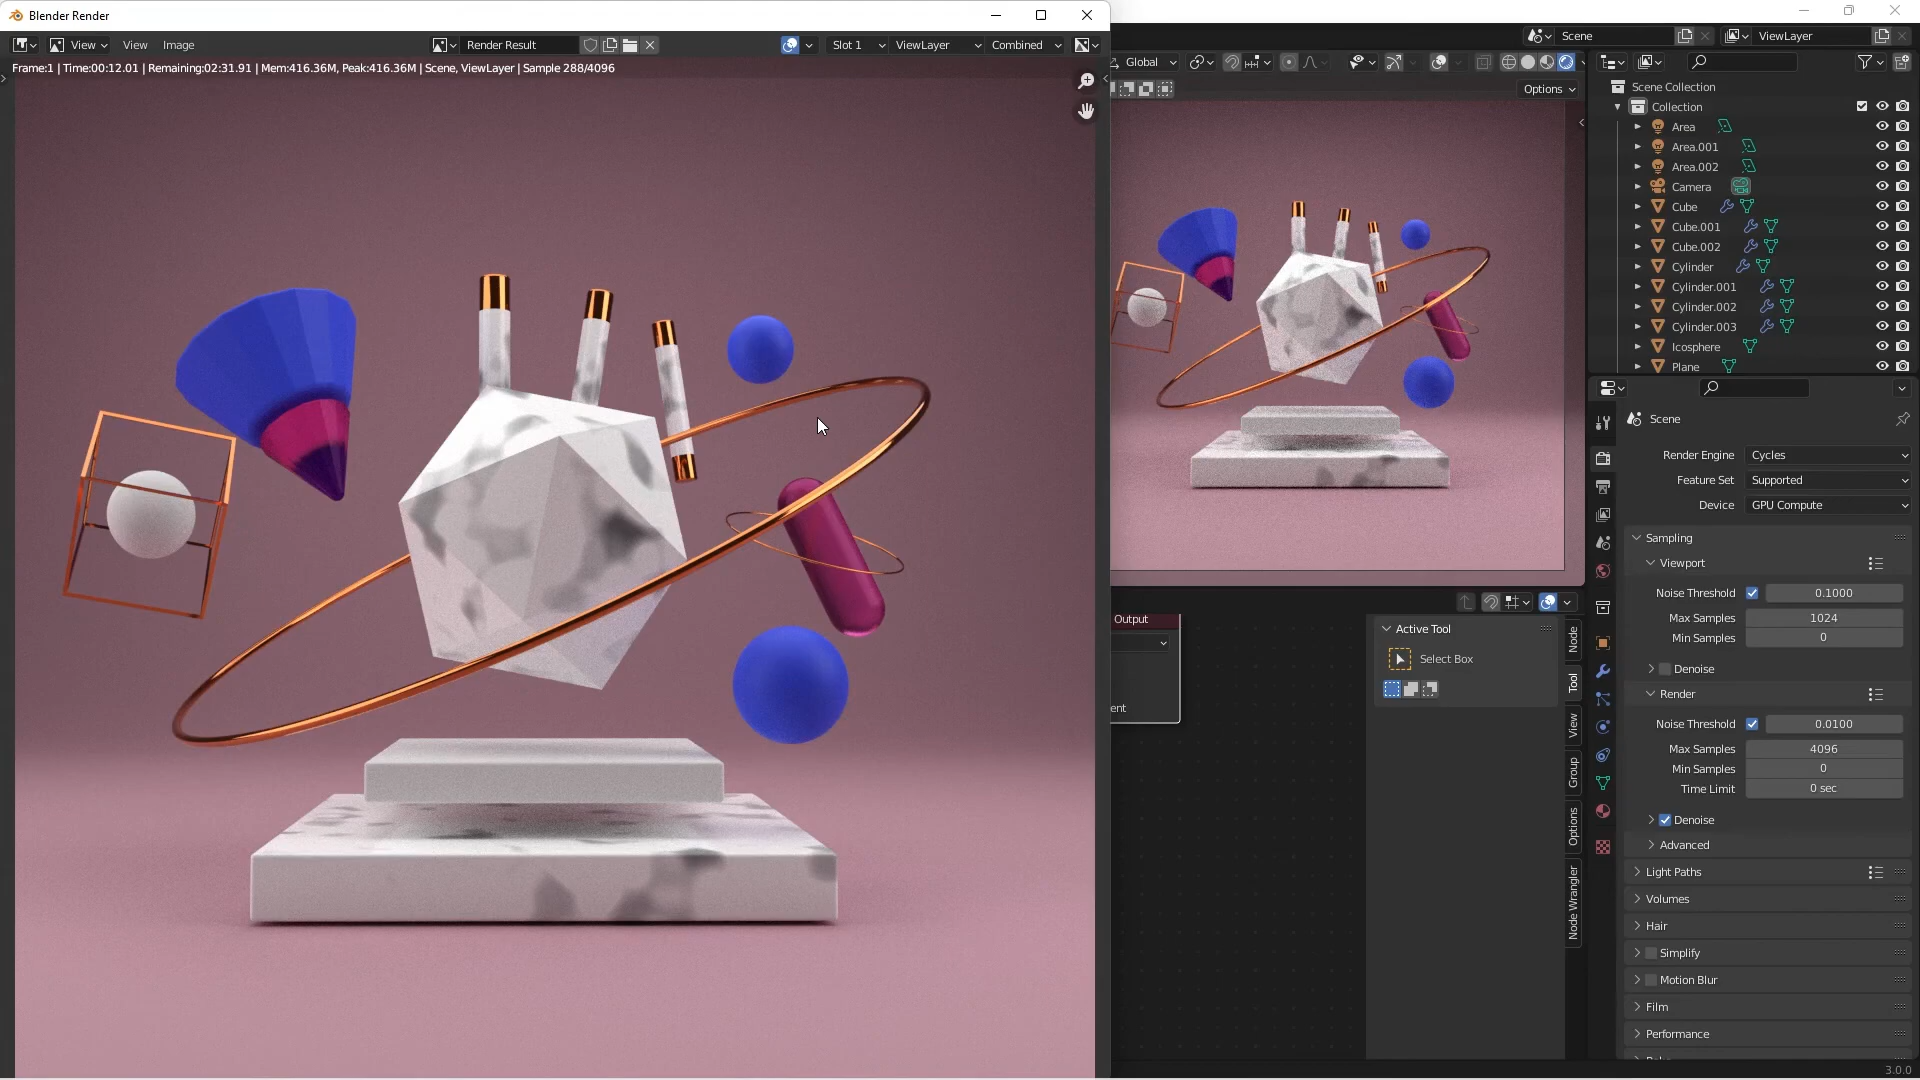 Blender Render
View
View
Image
Render Result
Slot 1
ViewLayer
Combined
Frame:1 | Time:00:12.01 | Remaining:02:31.91 | Mem:416.36M, Peak:416.36M | Scene, ViewLayer | Sample 288/4096
Scene
ViewLayer
Global
Options
Scene Collection
Collection
Area
Area.001
Area.002
Camera
Cube
Cube.001
Cube.002
Cylinder
Cylinder.001
Cylinder.002
Cylinder.003
Icosphere
Plane
Scene
Render Engine Cycles
Feature Set Supported
Device GPU Compute
Sampling
Viewport
Noise Threshold 0.1000
Max Samples 1024
Min Samples 0
Denoise
Render
Noise Threshold 0.0100
Max Samples 4096
Min Samples 0
Time Limit 0 sec
Denoise
Advanced
Light Paths
Volumes
Hair
Simplify
Motion Blur
Film
Performance
Output
ent
Active Tool
Select Box
Node
Tool
View
Group
Options
Node Wrangler
3.0.0